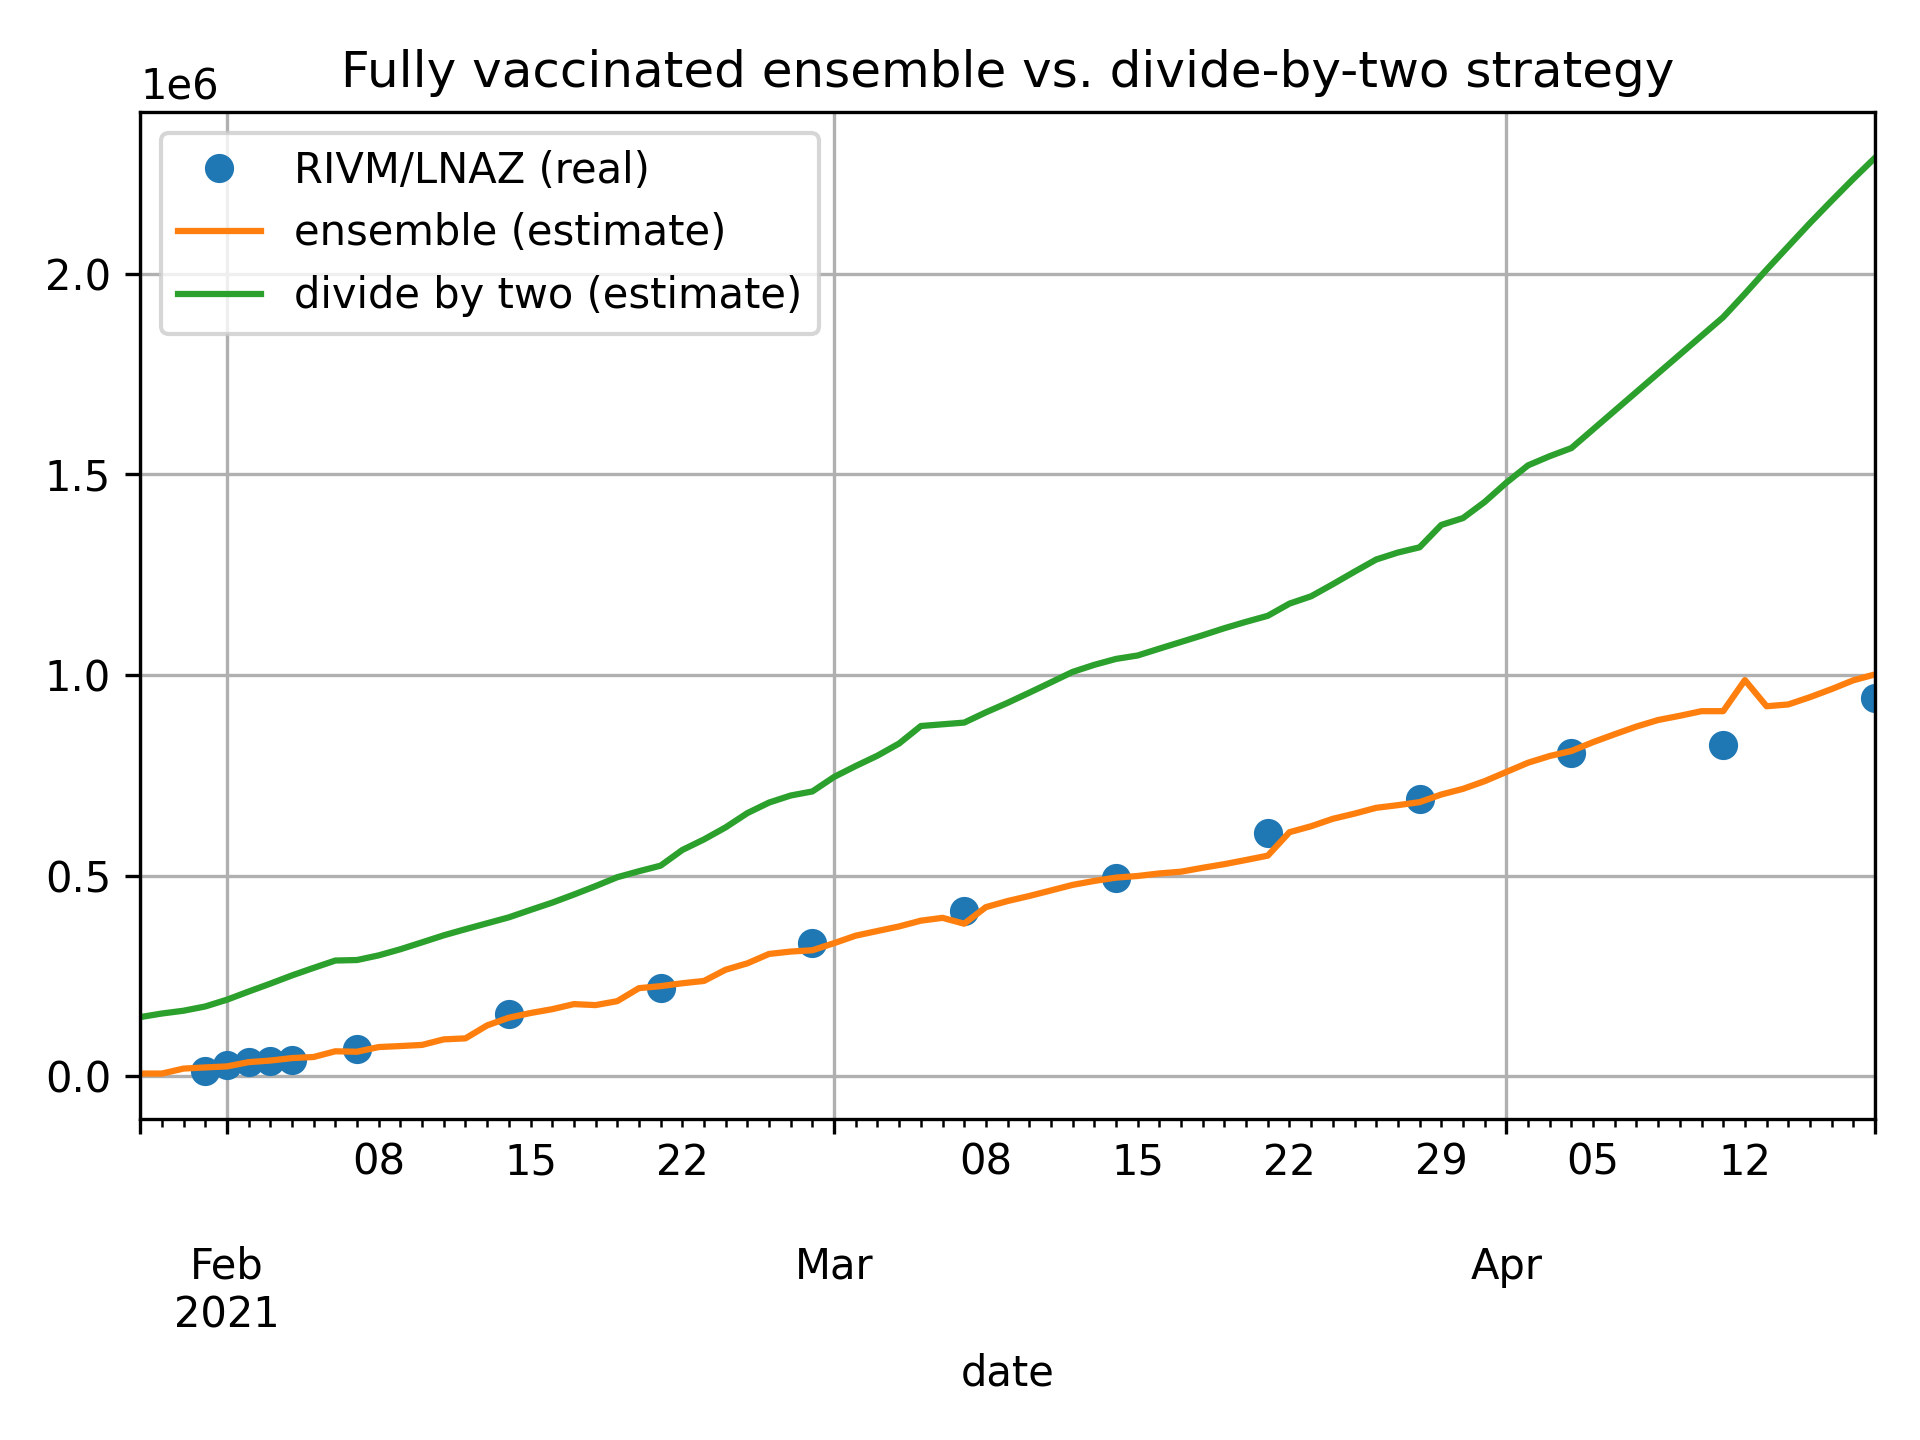 Fully vaccinated ensemble vs. divide-by-two strategy
1e6
RIVM/LNAZ (real)
ensemble (estimate)
divide by two (estimate)
2.0
1.5
1.0
0.5
0.0
08 15 22 08 15 22 29 05 12
Feb Mar Apr
2021
date